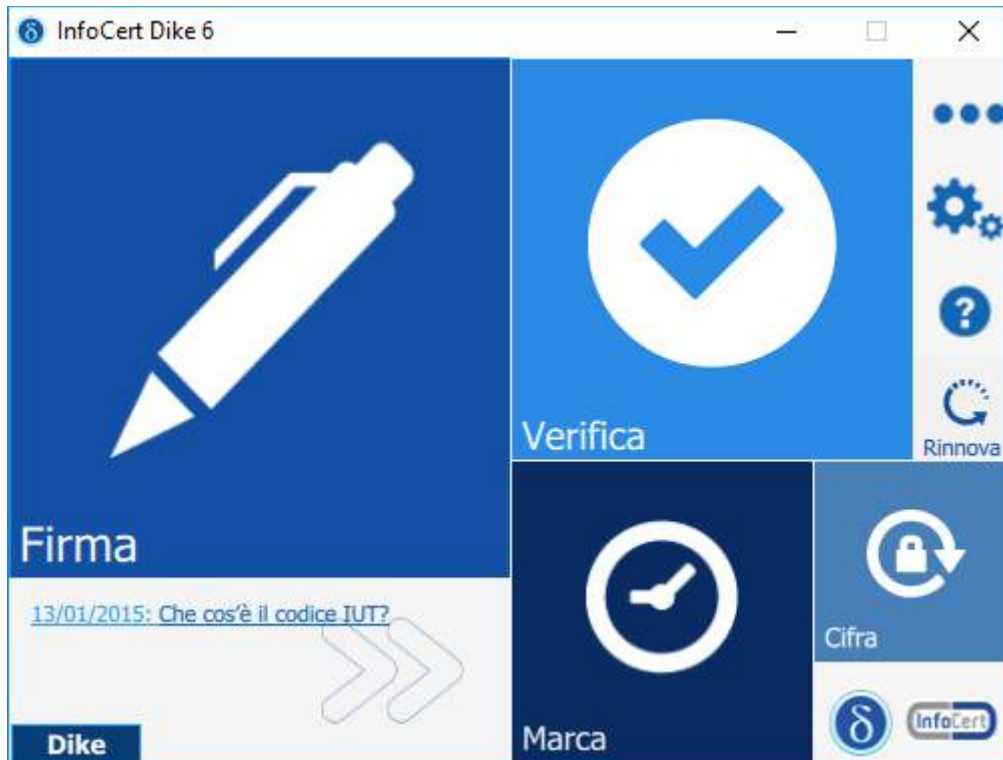 InfoCert Dike 6
Firma
Verifica
Rinnova
13/01/2015: Che cos'è il codice IUT?
Dike
Marca
Cifra
δ
InfoCert